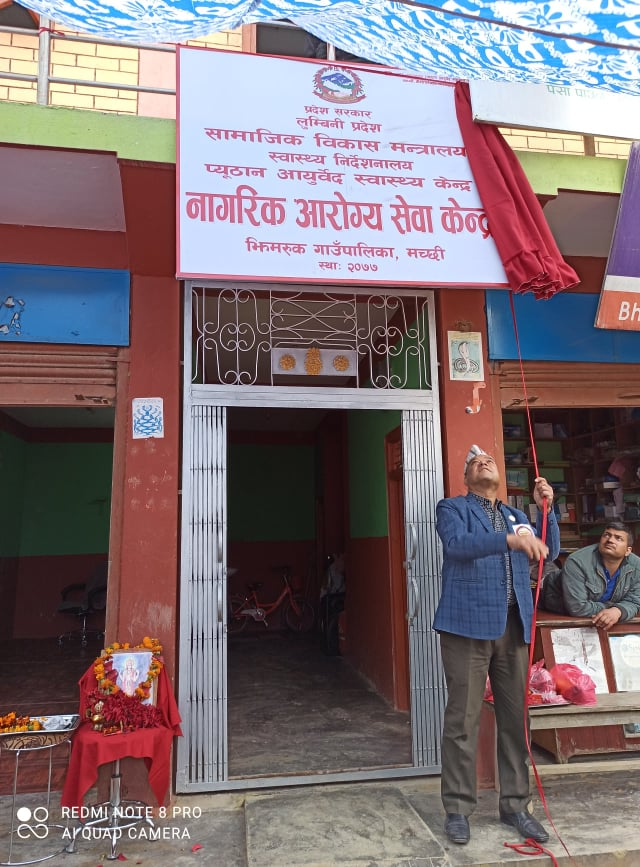 प्रदेश सरकार
लुम्बिनी प्रदेश
सामाजिक विकास मन्त्रालय
स्वास्थ्य निर्देशनालय
प्यूठान आयुर्वेद स्वास्थ्य केन्द्र
नागरिक आरोग्य सेवा केन्द्र
झिमरुक गाउँपालिका, मच्छी
स्थाः २०७७
Bh
REDMI NOTE 8 PRO
AI QUAD CAMERA